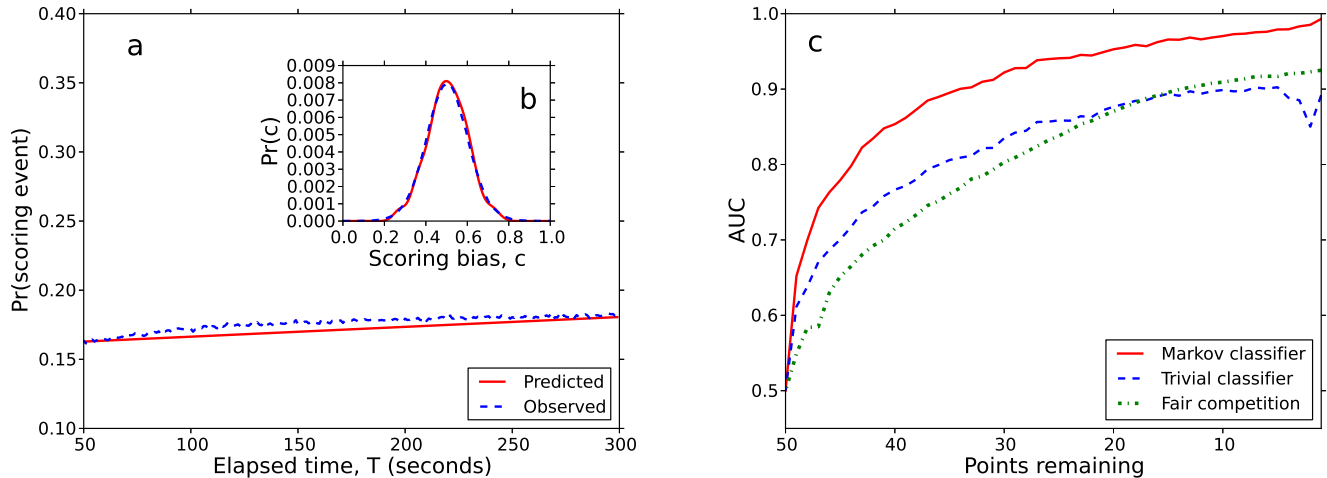 a
0.40
0.35
0.30
0.25
0.20
0.15
0.10
Pr(scoring event)
50
100
150
200
250
300
Elapsed time, T (seconds)
Predicted
Observed
b
0.009
0.008
0.007
0.006
0.005
0.004
0.003
0.002
0.001
0.000
Pr(c)
0.0
0.2
0.4
0.6
0.8
1.0
Scoring bias, c
c
1.0
0.9
0.8
0.7
0.6
0.5
AUC
50
40
30
20
10
Points remaining
Markov classifier
Trivial classifier
Fair competition